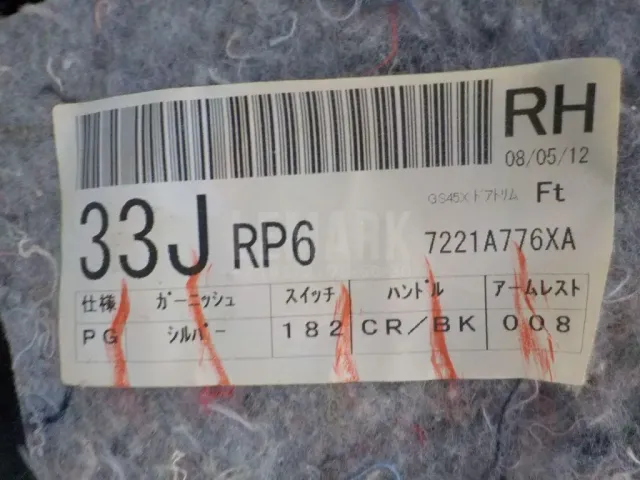 RH
08/05/12
GS45X ドアトリム Ft
33J RP6 7221A776XA
仕様 ガーニッシュ スイッチ ハンドル アームレスト
PG シルバー 182 CR/BK 008